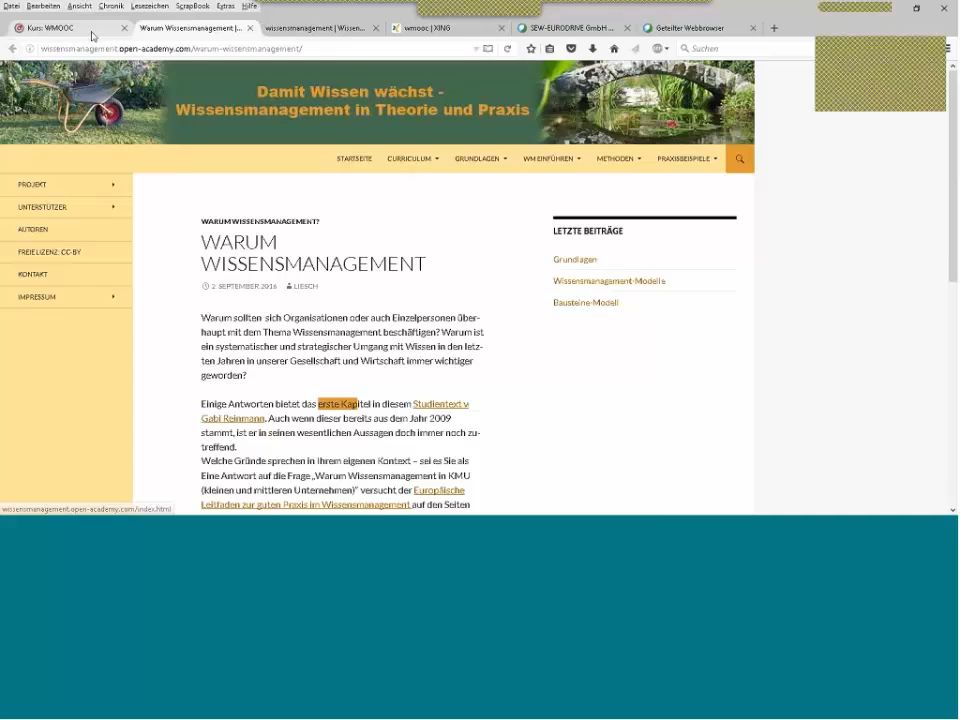 Datei Bearbeiten Ansicht Chronik Lesezeichen ScrapBook Extras Hilfe
Kurs: WMOOC
Warum Wissensmanagement |...
wissensmanagement | Wissen...
wmooc | XING
SEW-EURODRIVE GmbH ...
Geteilter Webbrowser
wissensmanagement.open-academy.com/warum-wissensmanagement/
Suchen
Damit Wissen wächst -
Wissensmanagement in Theorie und Praxis
STARTSEITE CURRICULUM GRUNDLAGEN WM EINFÜHREN METHODEN PRAXISBEISPIELE
PROJEKT
UNTERSTÜTZER
AUTOREN
FREIE LIZENZ: CC-BY
KONTAKT
IMPRESSUM
WARUM WISSENSMANAGEMENT?
WARUM
WISSENSMANAGEMENT
2. SEPTEMBER 2016 LIESCH
Warum sollten sich Organisationen oder auch Einzelpersonen über-
haupt mit dem Thema Wissensmanagement beschäftigen? Warum ist
ein systematischer und strategischer Umgang mit Wissen in den letz-
ten Jahren in unserer Gesellschaft und Wirtschaft immer wichtiger
geworden?
Einige Antworten bietet das erste Kapitel in diesem Studientext v
Gabi Reinmann. Auch wenn dieser bereits aus dem Jahr 2009
stammt, ist er in seinen wesentlichen Aussagen doch immer noch zu-
treffend.
Welche Gründe sprechen in Ihrem eigenen Kontext – sei es Sie als
Eine Antwort auf die Frage „Warum Wissensmanagement in KMU
(kleinen und mittleren Unternehmen)" versucht der Europäische
Leitfaden zur guten Praxis im Wissensmanagement auf den Seiten
LETZTE BEITRÄGE
Grundlagen
Wissensmanagement-Modelle
Bausteine-Modell
wissensmanagement.open-academy.com/index.html